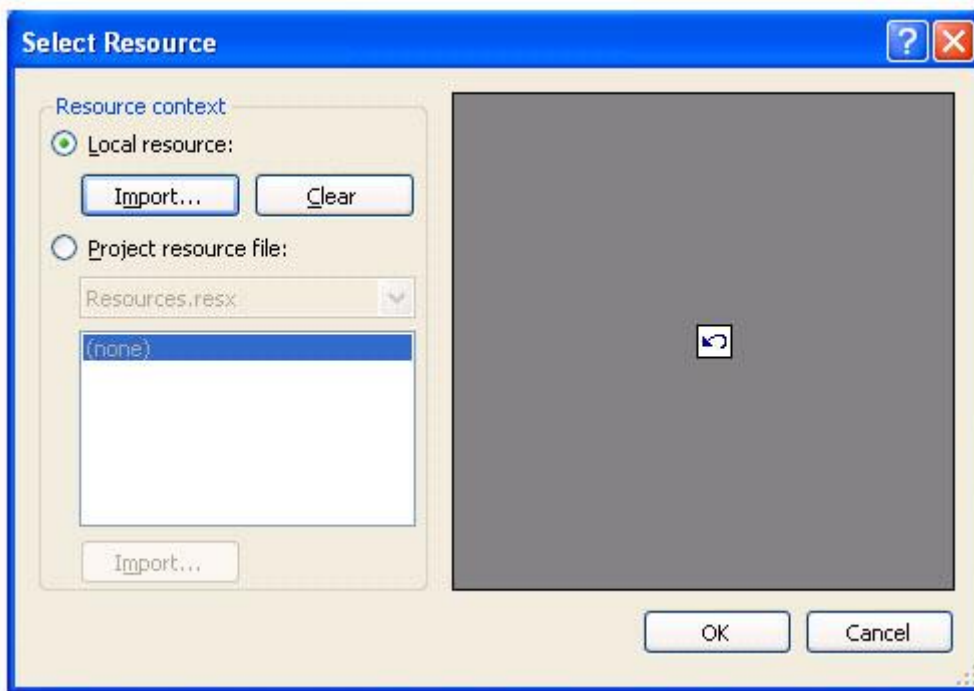 Select Resource
Resource context
Local resource:
Import...
Clear
Project resource file:
Resources.resx
(none)
Import...
OK
Cancel